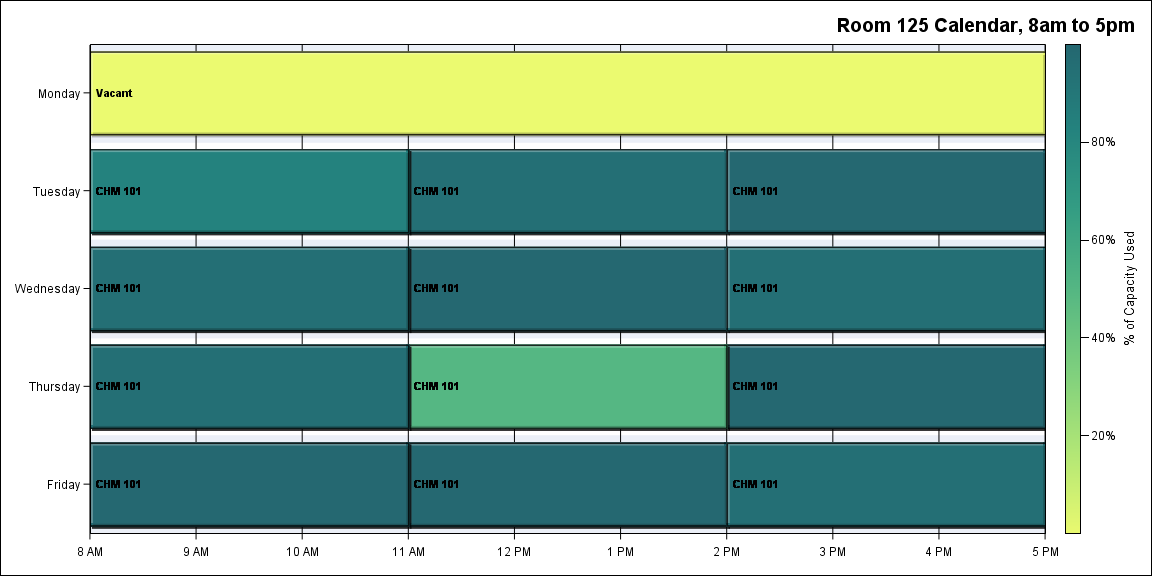 Room 125 Calendar, 8am to 5pm
Monday
Vacant
Tuesday
CHM 101
CHM 101
CHM 101
Wednesday
CHM 101
CHM 101
CHM 101
Thursday
CHM 101
CHM 101
CHM 101
Friday
CHM 101
CHM 101
CHM 101
8 AM
9 AM
10 AM
11 AM
12 PM
1 PM
2 PM
3 PM
4 PM
5 PM
80%
60%
40%
20%
% of Capacity Used